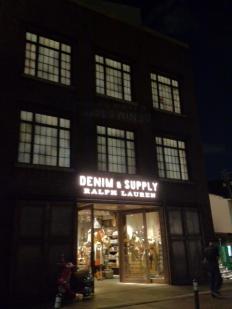 DENIM & SUPPLY
RALPH LAUREN